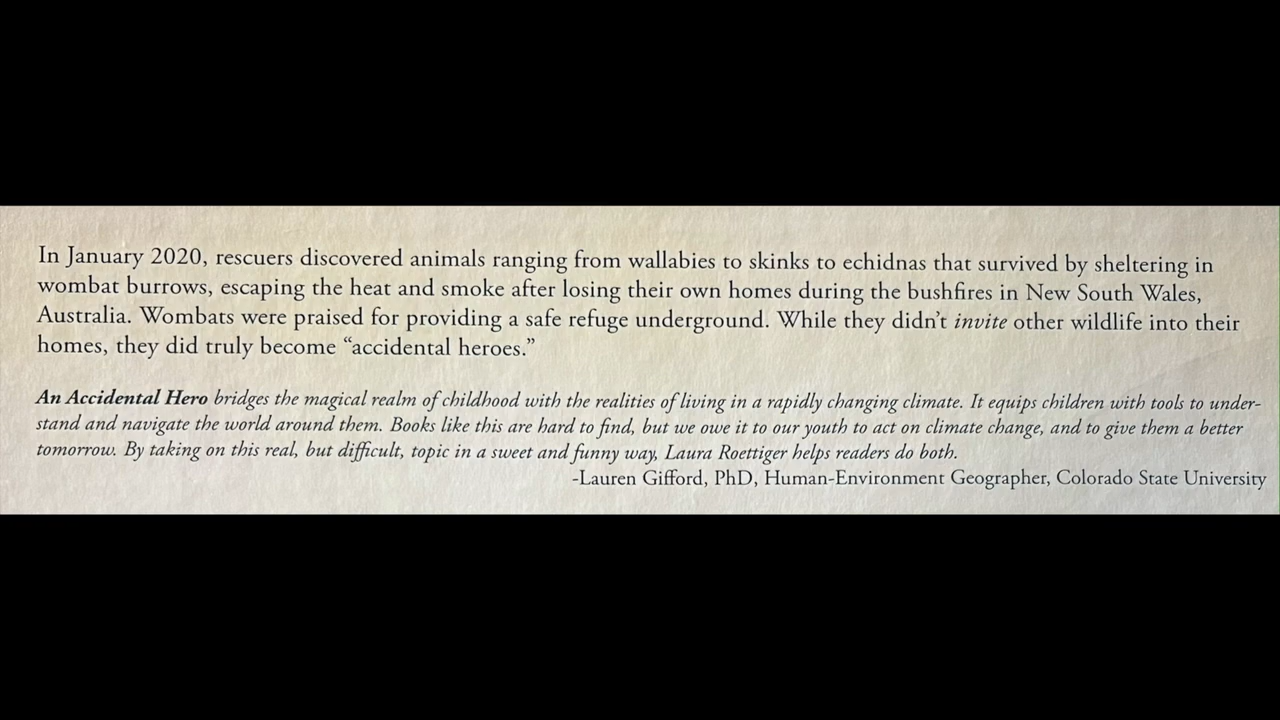 In January 2020, rescuers discovered animals ranging from wallabies to skinks to echidnas that survived by sheltering in
wombat burrows, escaping the heat and smoke after losing their own homes during the bushfires in New South Wales,
Australia. Wombats were praised for providing a safe refuge underground. While they didn’t invite other wildlife into their
homes, they did truly become “accidental heroes.”
An Accidental Hero bridges the magical realm of childhood with the realities of living in a rapidly changing climate. It equips children with tools to under-
stand and navigate the world around them. Books like this are hard to find, but we owe it to our youth to act on climate change, and to give them a better
tomorrow. By taking on this real, but difficult, topic in a sweet and funny way, Laura Roettiger helps readers do both.
-Lauren Gifford, PhD, Human-Environment Geographer, Colorado State University